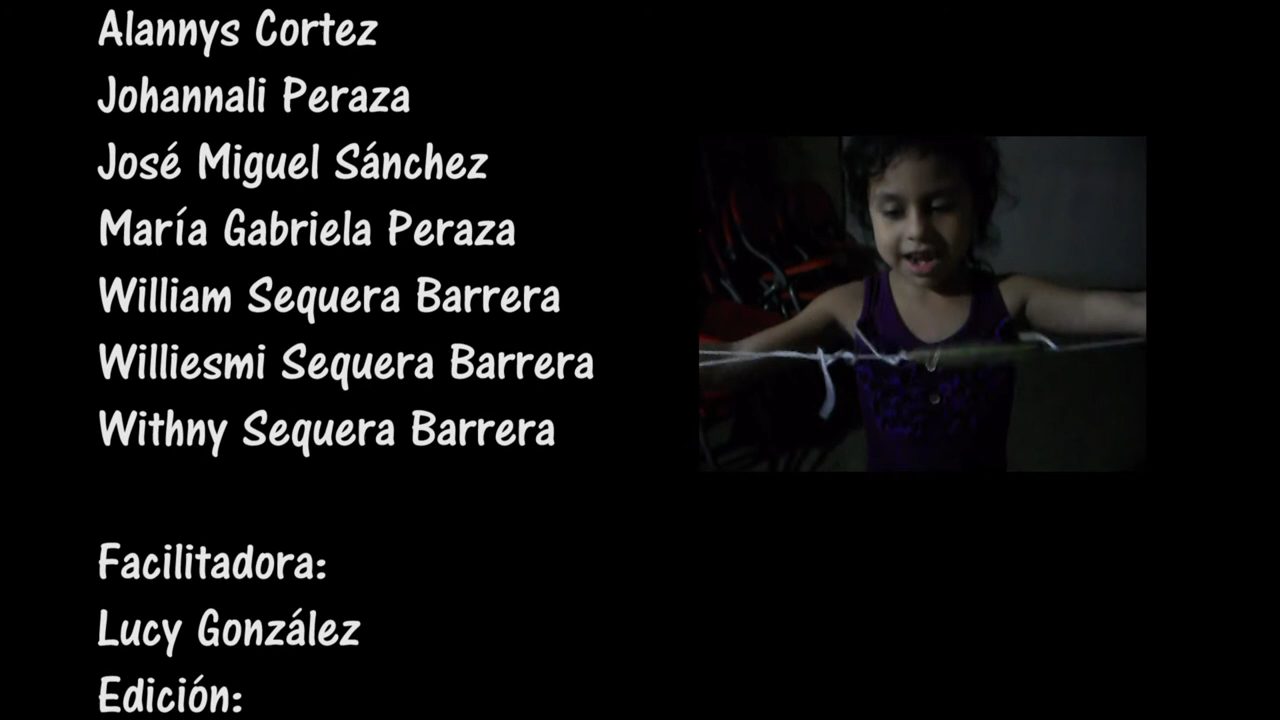 Alannys Cortez
Johannali Peraza
José Miguel Sánchez
María Gabriela Peraza
William Sequera Barrera
Williesmi Sequera Barrera
Withny Sequera Barrera
Facilitadora:
Lucy González
Edición: